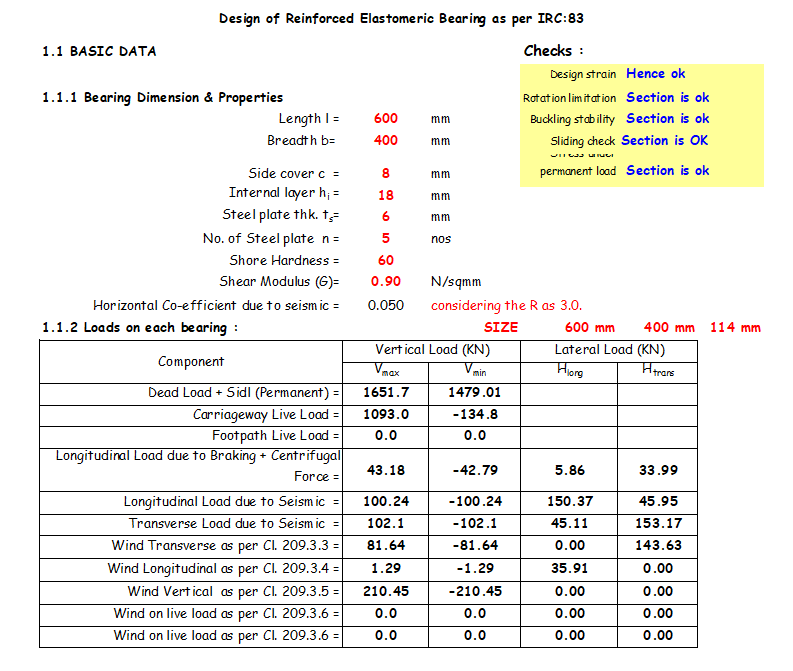 Design of Reinforced Elastomeric Bearing as per IRC:83
1.1 BASIC DATA
Checks :
Design strain Hence ok
1.1.1 Bearing Dimension & Properties
Rotation limitation Section is ok
Length l = 600 mm
Buckling stability Section is ok
Breadth b= 400 mm
Sliding check Section is OK
Stress under
permanent load Section is ok
Side cover c = 8 mm
Internal layer hi = 18 mm
Steel plate thk. ts= 6 mm
No. of Steel plate n = 5 nos
Shore Hardness = 60
Shear Modulus (G)= 0.90 N/sqmm
Horizontal Co-efficient due to seismic = 0.050 considering the R as 3.0.
1.1.2 Loads on each bearing : SIZE 600 mm 400 mm 114 mm
Component Vertical Load (KN) Lateral Load (KN)
Vmax Vmin Hlong Htrans
Dead Load + Sidl (Permanent) = 1651.7 1479.01
Carriageway Live Load = 1093.0 -134.8
Footpath Live Load = 0.0 0.0
Longitudinal Load due to Braking + Centrifugal
Force = 43.18 -42.79 5.86 33.99
Longitudinal Load due to Seismic = 100.24 -100.24 150.37 45.95
Transverse Load due to Seismic = 102.1 -102.1 45.11 153.17
Wind Transverse as per Cl. 209.3.3 = 81.64 -81.64 0.00 143.63
Wind Longitudinal as per Cl. 209.3.4 = 1.29 -1.29 35.91 0.00
Wind Vertical as per Cl. 209.3.5 = 210.45 -210.45 0.00 0.00
Wind on live load as per Cl. 209.3.6 = 0.0 0.0 0.00 0.00
Wind on live load as per Cl. 209.3.6 = 0.0 0.0 0.00 0.00